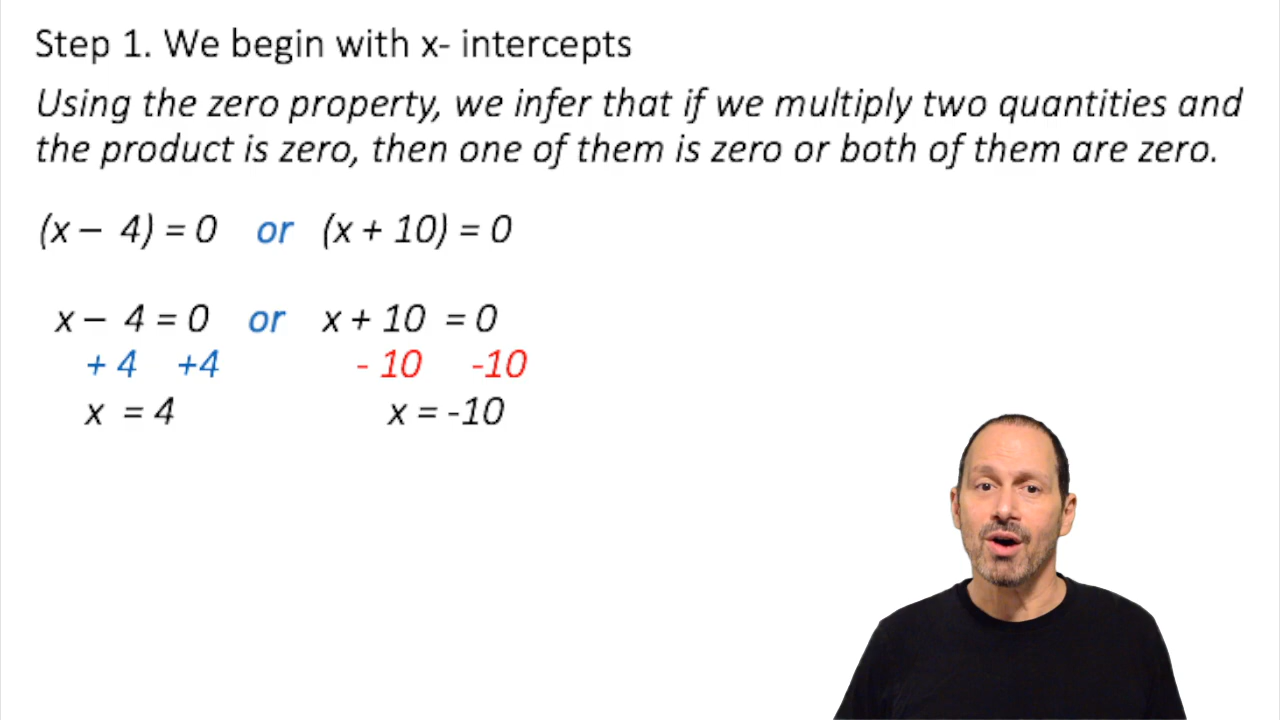 Step 1. We begin with x- intercepts
Using the zero property, we infer that if we multiply two quantities and
the product is zero, then one of them is zero or both of them are zero.
(x – 4) = 0 or (x + 10) = 0
x – 4 = 0 or x + 10 = 0
+ 4 +4 - 10 -10
x = 4 x = -10